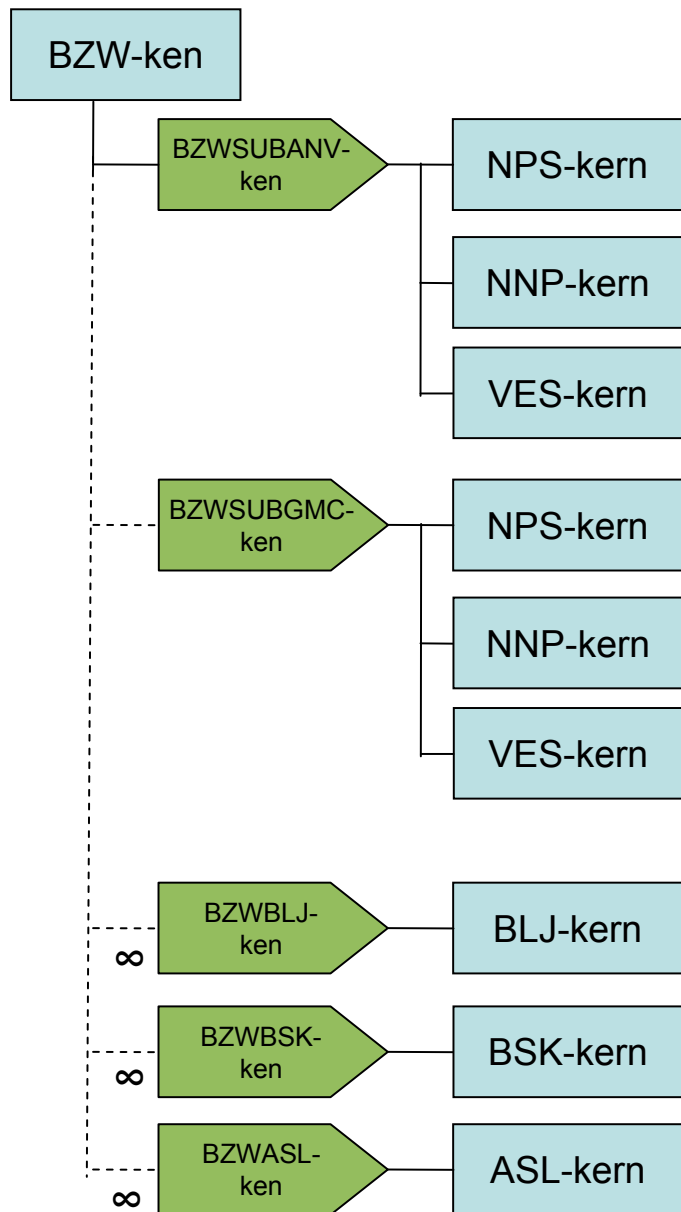 BZW-ken
BZWSUBANV-
ken
NPS-kern
NNP-kern
VES-kern
BZWSUBGMC-
ken
NPS-kern
NNP-kern
VES-kern
BZWBLJ-
ken
BLJ-kern
∞
BZWBSK-
ken
BSK-kern
∞
BZWASL-
ken
ASL-kern
∞